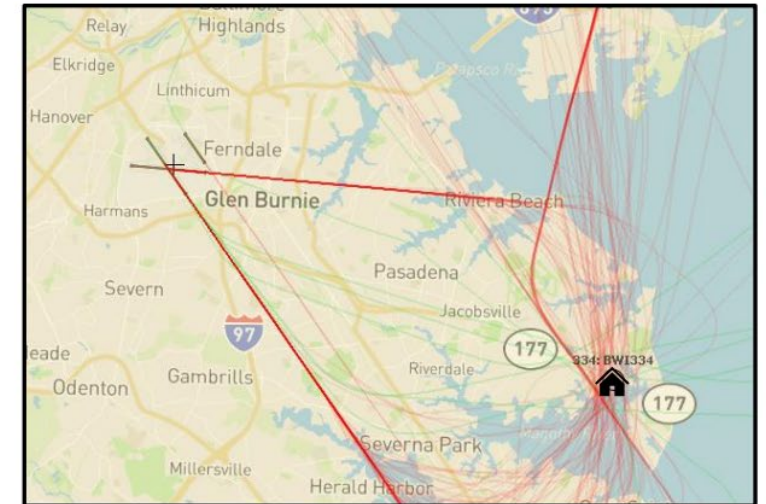 Baltimore
Relay
Highlands
Elkridge
Linthicum
Hanover
Ferndale
Glen Burnie
Riviera Beach
Harmans
Pasadena
Severn
Jacobsville
97
177
334: BWI334
Riverdale
Gambrills
177
Odenton
Severna Park
Millersville
Herald Harbor